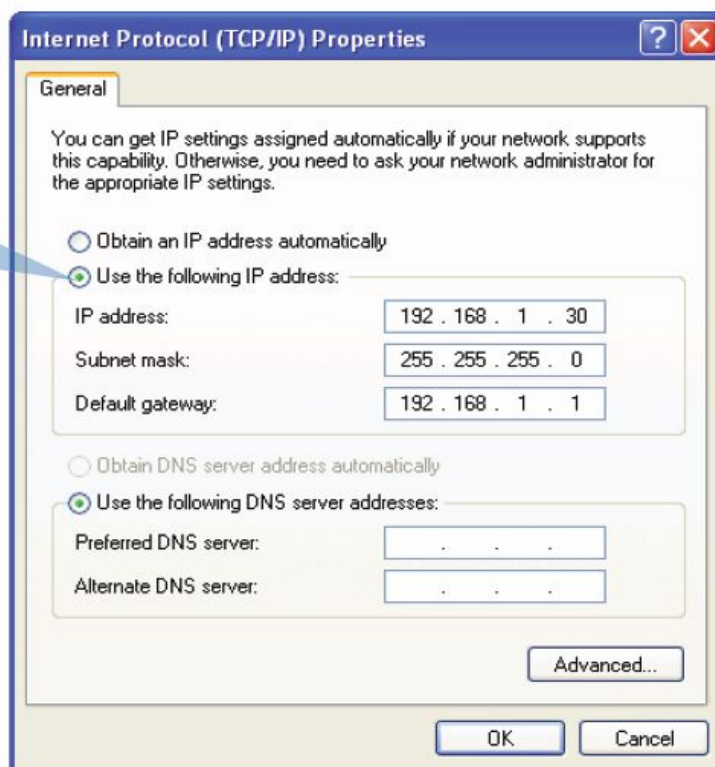 Internet Protocol (TCP/IP) Properties
General
You can get IP settings assigned automatically if your network supports
this capability. Otherwise, you need to ask your network administrator for
the appropriate IP settings.
Obtain an IP address automatically
Use the following IP address:
IP address: 192 . 168 . 1 . 30
Subnet mask: 255 . 255 . 255 . 0
Default gateway: 192 . 168 . 1 . 1
Obtain DNS server address automatically
Use the following DNS server addresses:
Preferred DNS server: . . .
Alternate DNS server: . . .
Advanced...
OK Cancel